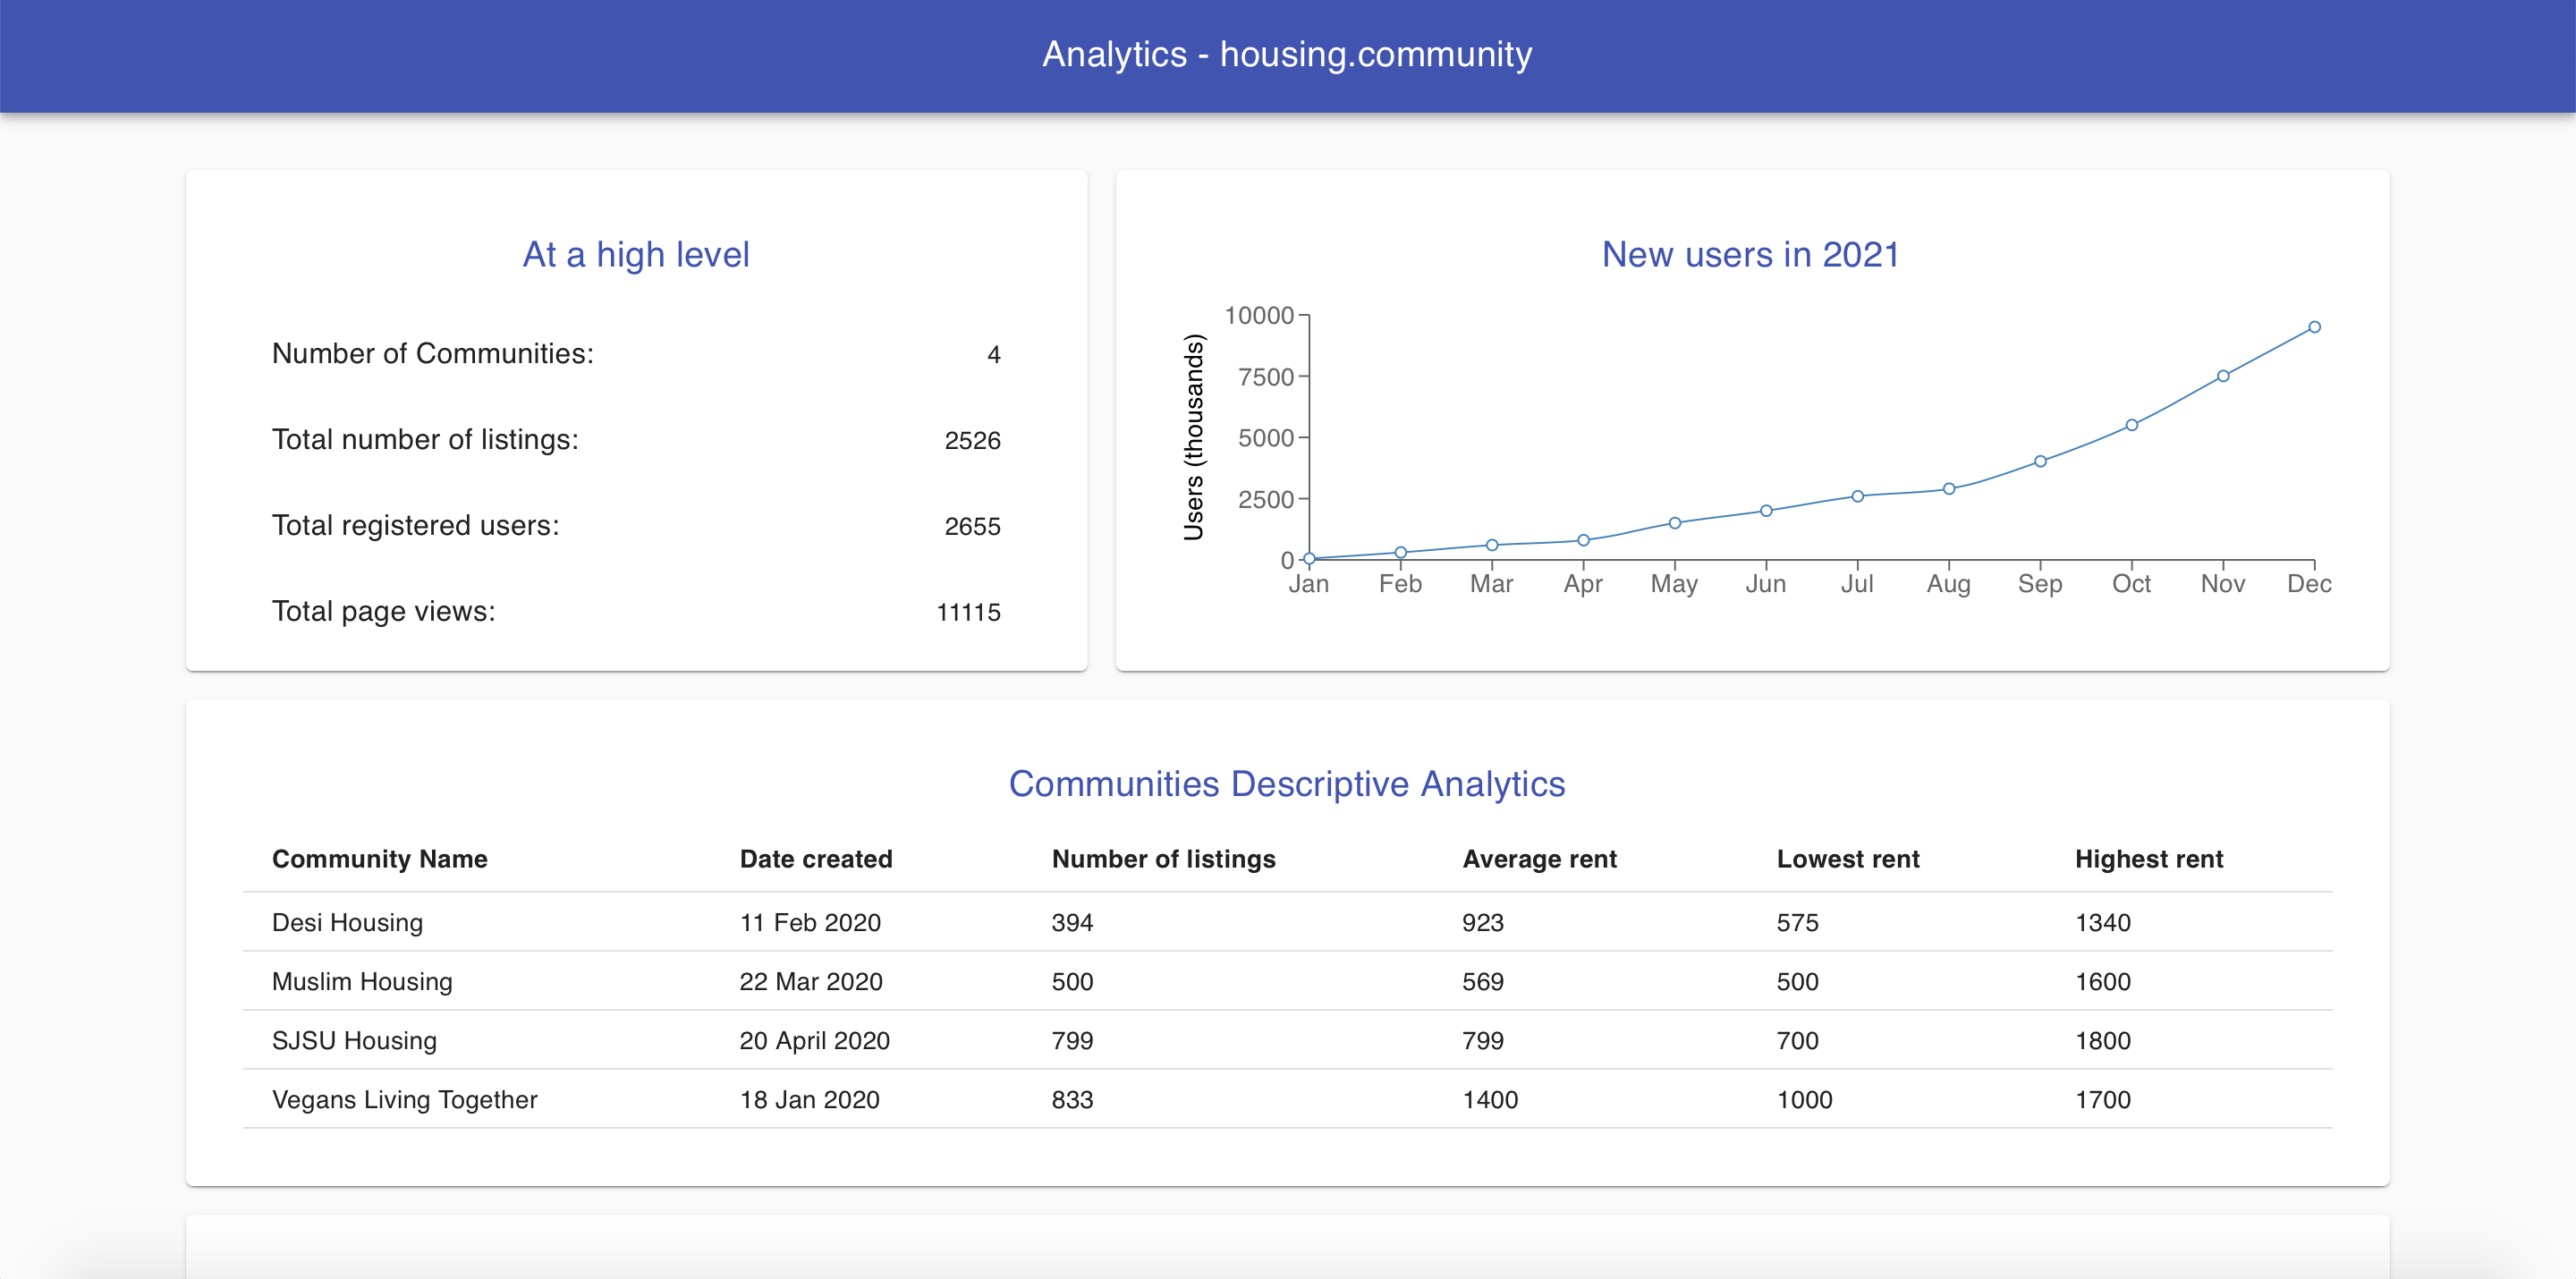 Analytics - housing.community
At a high level
Number of Communities: 4
Total number of listings: 2526
Total registered users: 2655
Total page views: 11115
New users in 2021
Users (thousands)
10000
7500
5000
2500
0
Jan Feb Mar Apr May Jun Jul Aug Sep Oct Nov Dec
Communities Descriptive Analytics
Community Name Date created Number of listings Average rent Lowest rent Highest rent
Desi Housing 11 Feb 2020 394 923 575 1340
Muslim Housing 22 Mar 2020 500 569 500 1600
SJSU Housing 20 April 2020 799 799 700 1800
Vegans Living Together 18 Jan 2020 833 1400 1000 1700